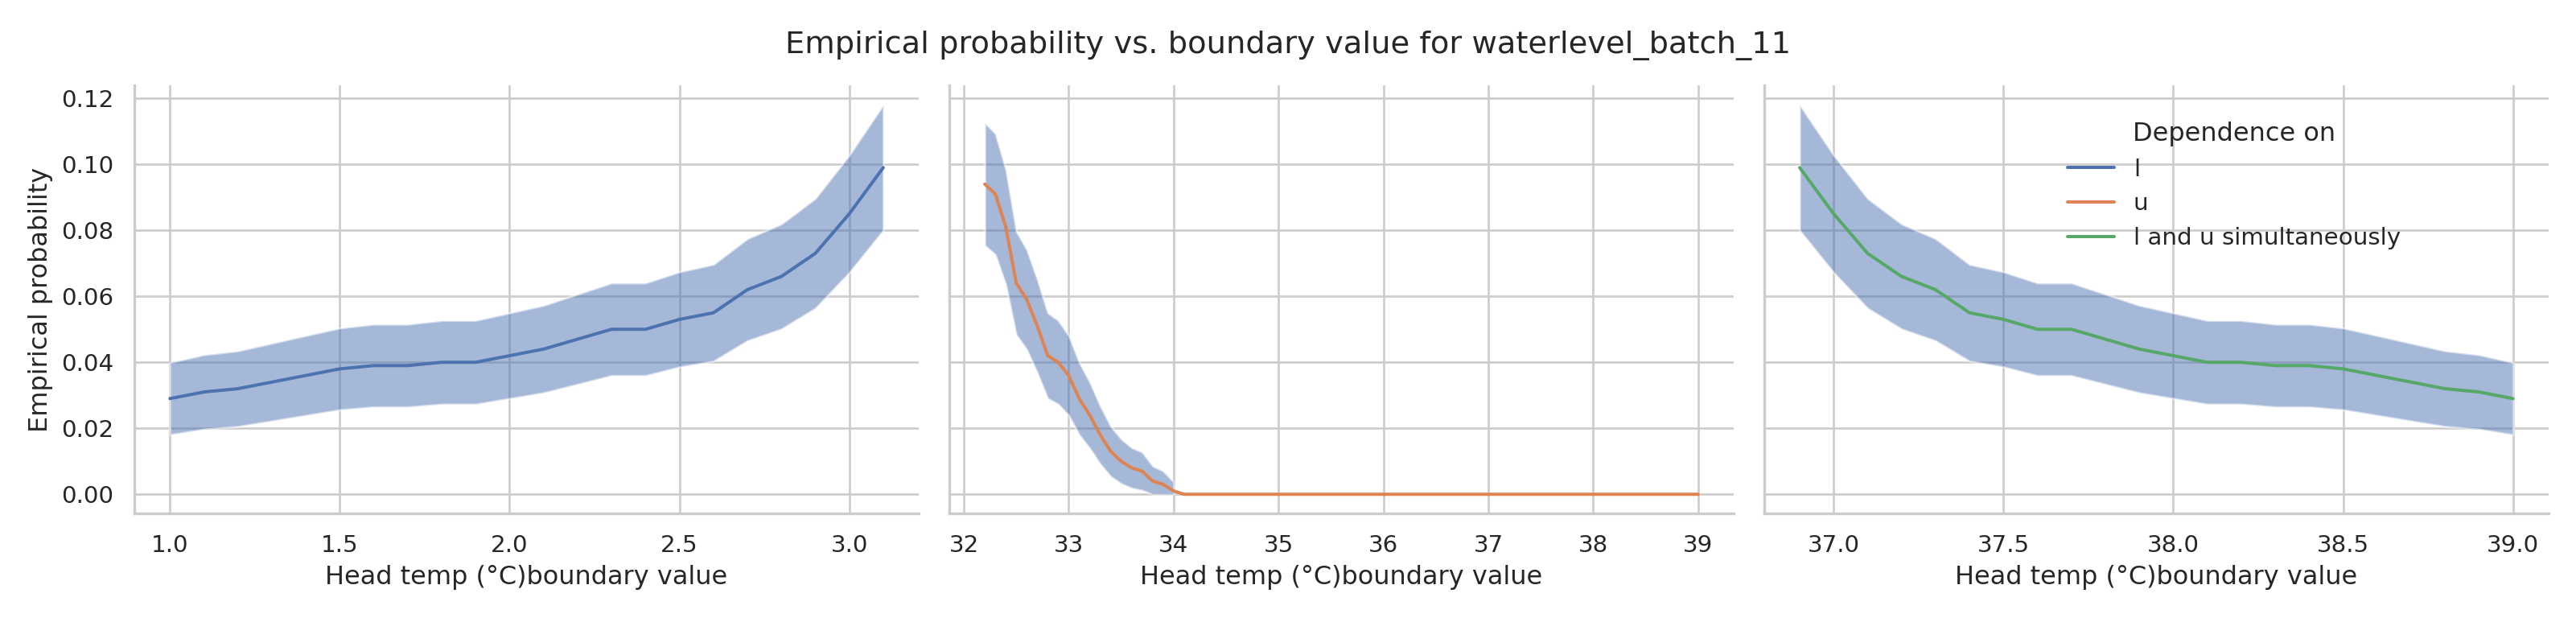 Empirical probability vs. boundary value for waterlevel_batch_11
Empirical probability
0.12
0.10
0.08
0.06
0.04
0.02
0.00
1.0 1.5 2.0 2.5 3.0
Head temp (°C)boundary value
32 33 34 35 36 37 38 39
Head temp (°C)boundary value
Dependence on
l
u
l and u simultaneously
37.0 37.5 38.0 38.5 39.0
Head temp (°C)boundary value